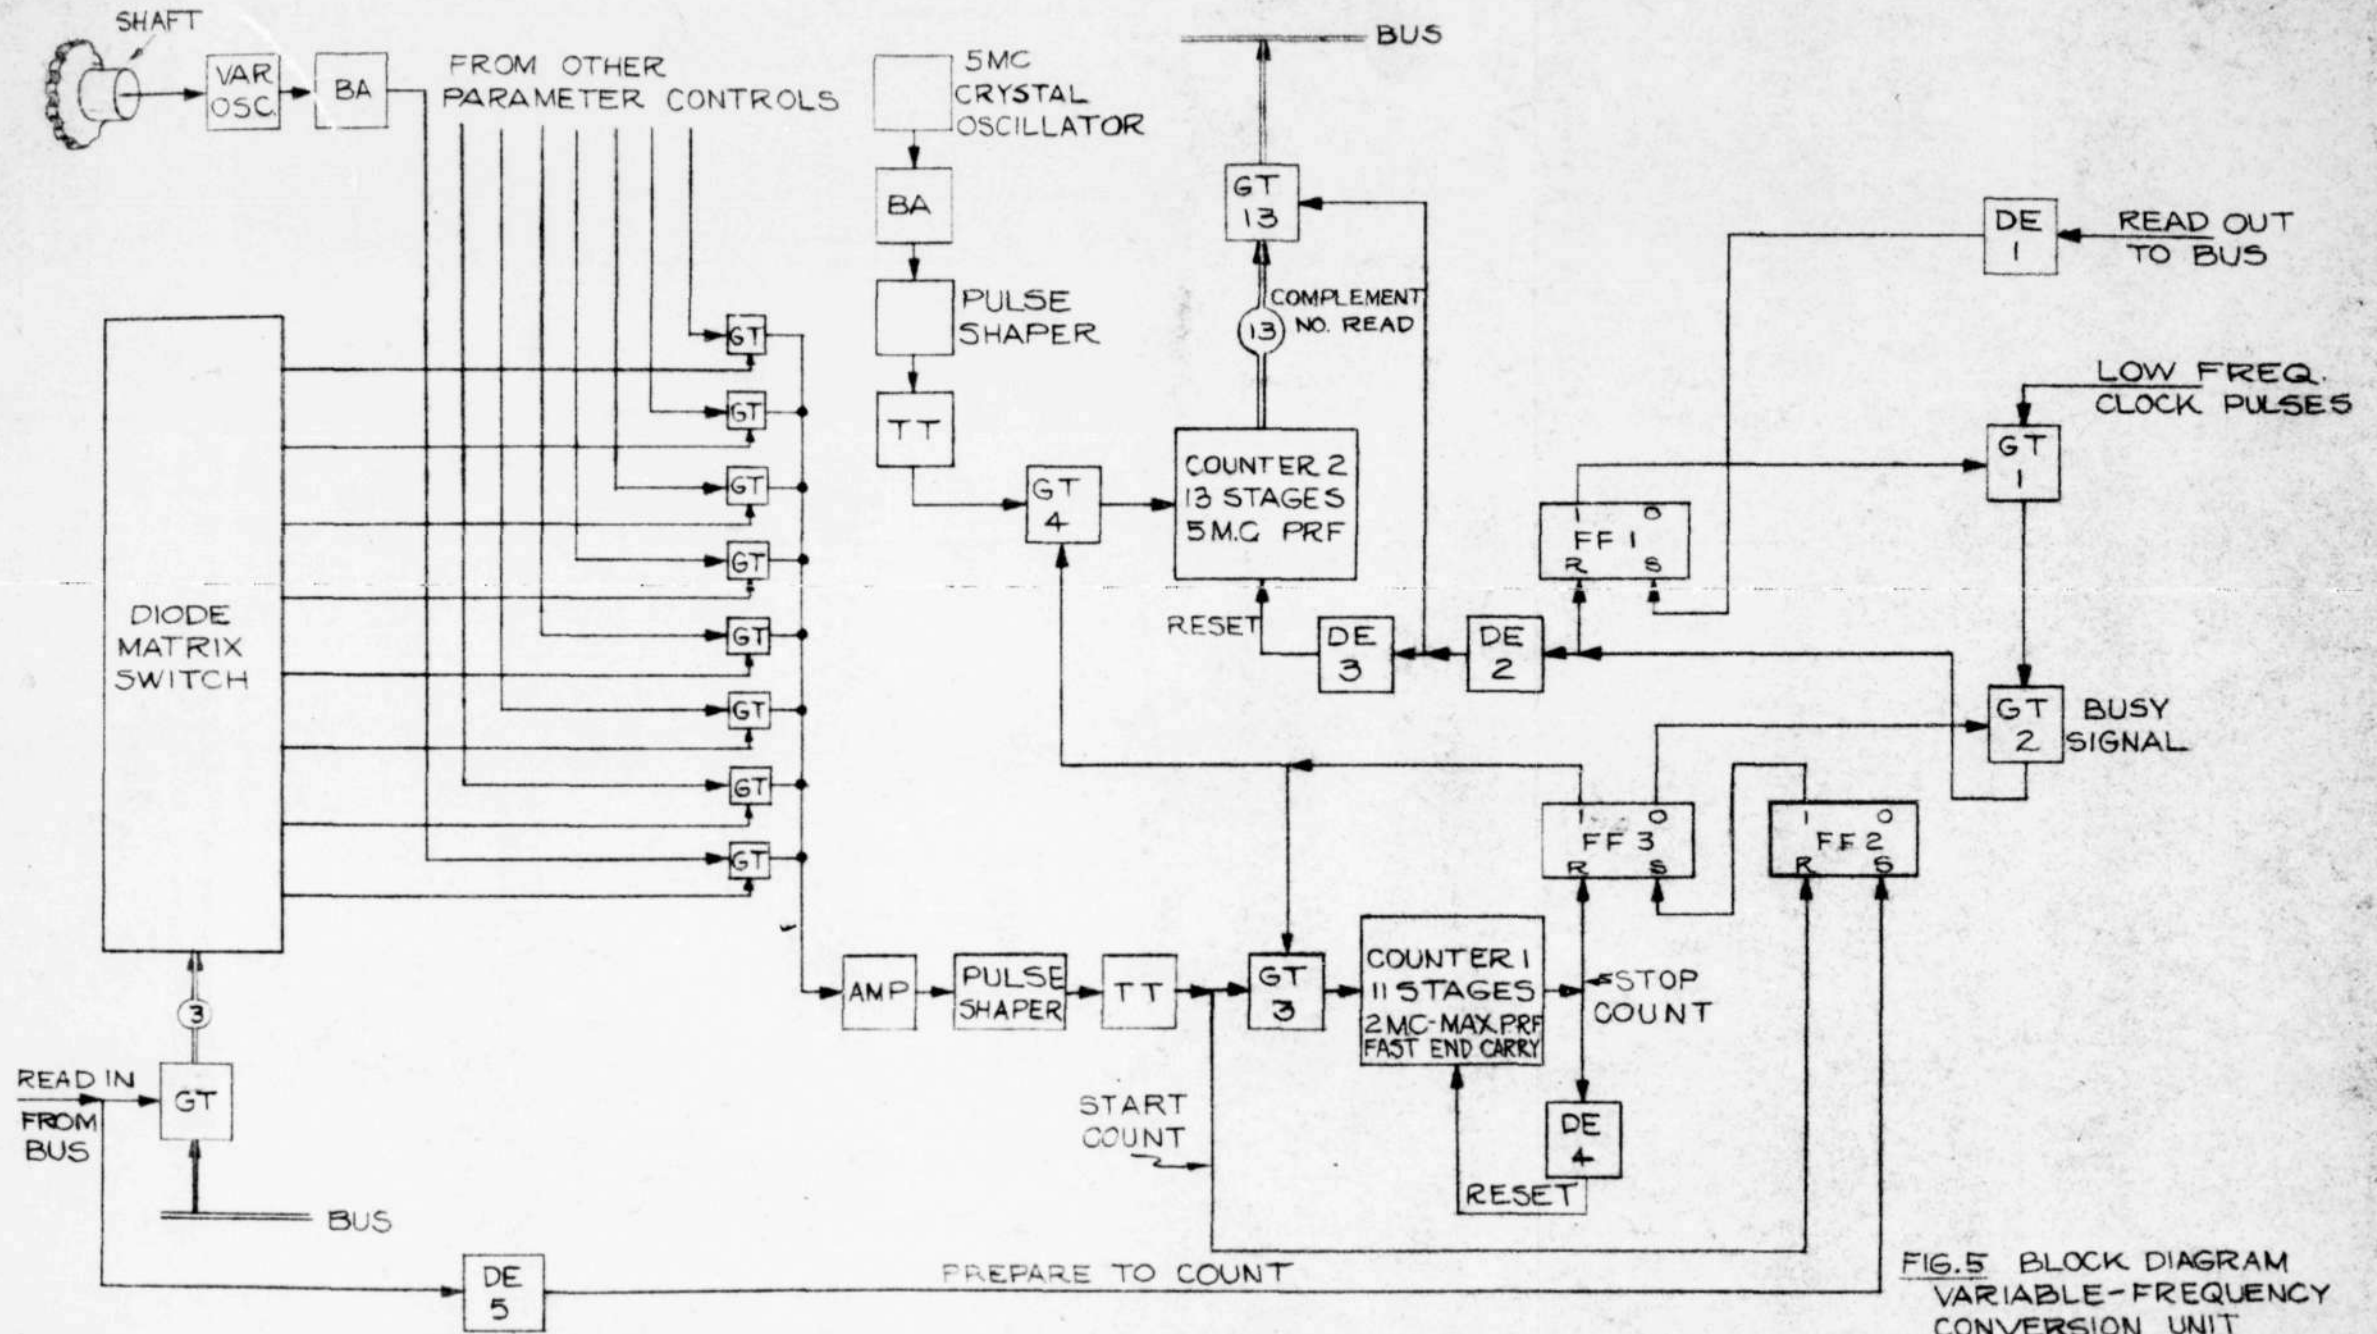 SHAFT
VAR
OSC.
BA
FROM OTHER
PARAMETER CONTROLS
5MC
CRYSTAL
OSCILLATOR
BA
PULSE
SHAPER
TT
BUS
GT
13
COMPLEMENT
NO. READ
13
COUNTER 2
13 STAGES
5M.C PRF
GT
4
RESET
DE
3
DE
2
DE
1
READ OUT
TO BUS
LOW FREQ.
CLOCK PULSES
GT
1
1 0
FF 1
R S
GT
2
BUSY
SIGNAL
GT
GT
GT
GT
GT
GT
GT
GT
DIODE
MATRIX
SWITCH
3
READ IN
FROM
BUS
GT
BUS
AMP
PULSE
SHAPER
TT
GT
3
COUNTER 1
11 STAGES
2 MC-MAX.PRF
FAST END CARRY
1 0
FF 3
R S
1 0
FF 2
R S
STOP
COUNT
START
COUNT
DE
4
RESET
DE
5
PREPARE TO COUNT
FIG.5 BLOCK DIAGRAM
VARIABLE-FREQUENCY
CONVERSION UNIT